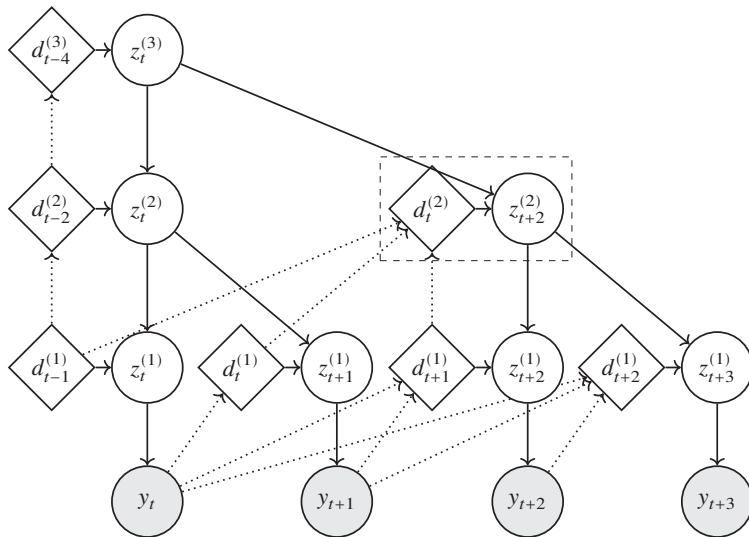 d_{t−4}^{(3)} z_t^{(3)}
d_{t−2}^{(2)} z_t^{(2)} d_t^{(2)} z_{t+2}^{(2)}
d_{t−1}^{(1)} z_t^{(1)} d_t^{(1)} z_{t+1}^{(1)} d_{t+1}^{(1)} z_{t+2}^{(1)} d_{t+2}^{(1)} z_{t+3}^{(1)}
y_t y_{t+1} y_{t+2} y_{t+3}